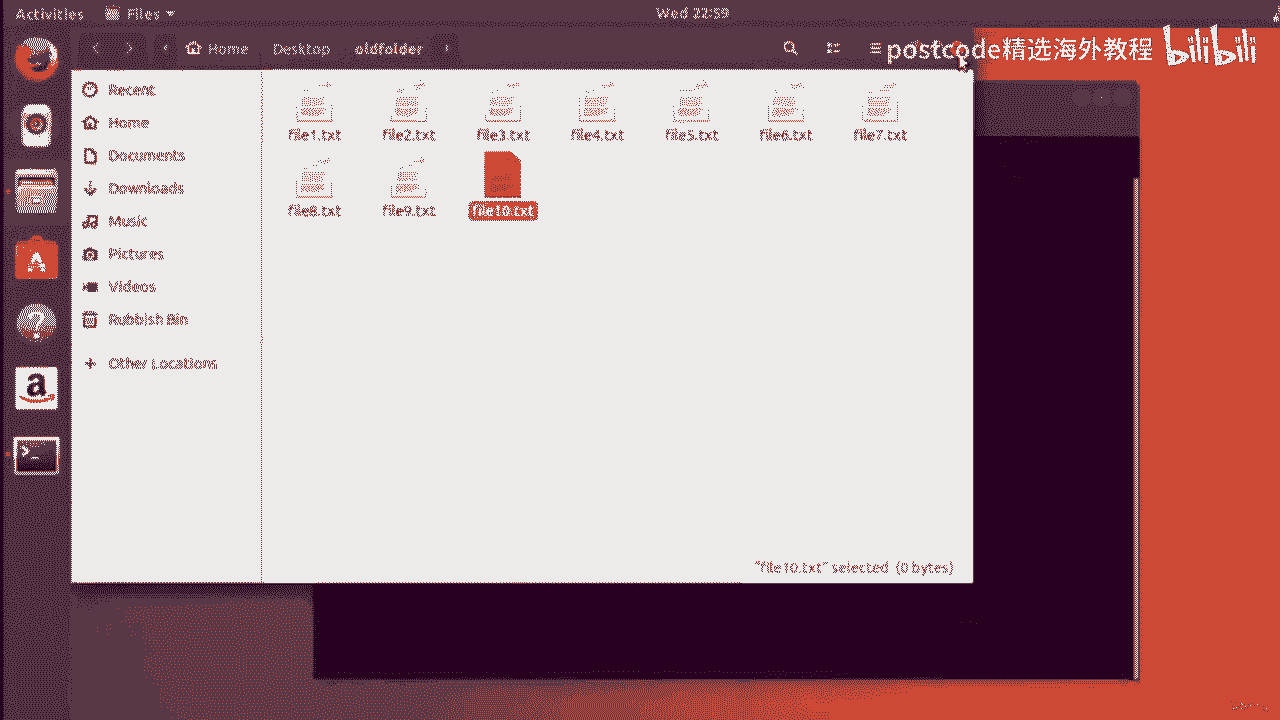 Activities Files Wed 22:59
Home Desktop oldfolder
postcode精选海外教程 bilibili
Recent
Home
Documents
Downloads
Music
Pictures
Videos
Rubbish Bin
Other Locations
file1.txt file2.txt file3.txt file4.txt file5.txt file6.txt file7.txt
file8.txt file9.txt file10.txt
"file10.txt" selected (0 bytes)